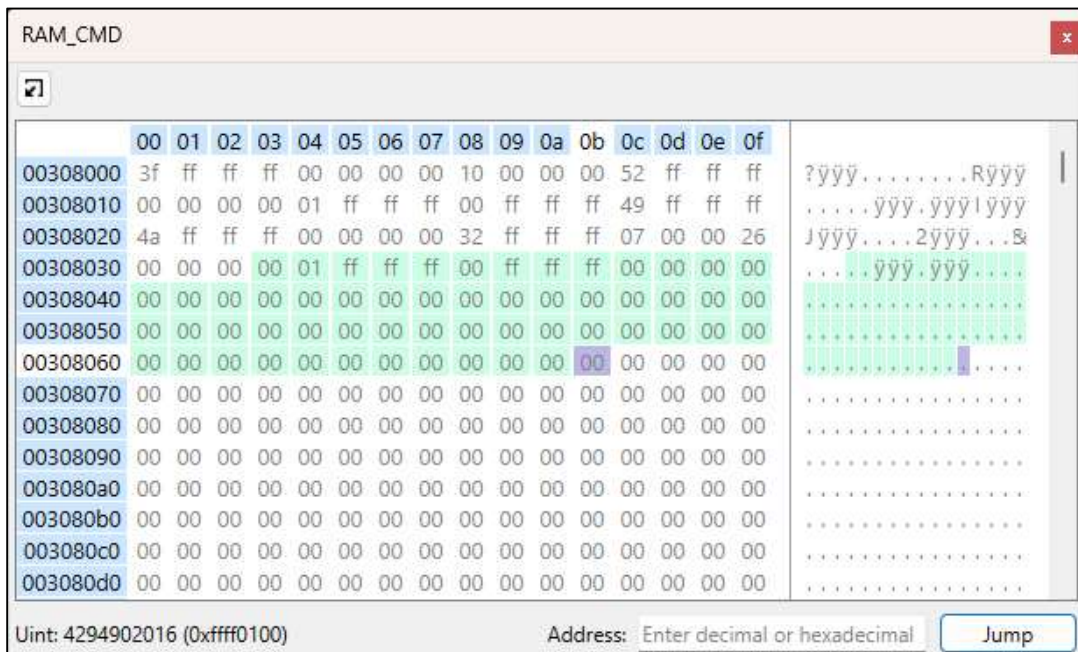 RAM_CMD
x
00 01 02 03 04 05 06 07 08 09 0a 0b 0c 0d 0e 0f
00308000 3f ff ff ff 00 00 00 00 10 00 00 00 52 ff ff ff ?ÿÿÿ........Rÿÿÿ
00308010 00 00 00 00 01 ff ff ff 00 ff ff ff 49 ff ff ff .....ÿÿÿ.ÿÿÿIÿÿÿ
00308020 4a ff ff ff 00 00 00 00 32 ff ff ff 07 00 00 26 Jÿÿÿ....2ÿÿÿ...&
00308030 00 00 00 00 01 ff ff ff 00 ff ff ff 00 00 00 00 .....ÿÿÿ.ÿÿÿ....
00308040 00 00 00 00 00 00 00 00 00 00 00 00 00 00 00 00 ................
00308050 00 00 00 00 00 00 00 00 00 00 00 00 00 00 00 00 ................
00308060 00 00 00 00 00 00 00 00 00 00 00 00 00 00 00 00 ................
00308070 00 00 00 00 00 00 00 00 00 00 00 00 00 00 00 00 ................
00308080 00 00 00 00 00 00 00 00 00 00 00 00 00 00 00 00 ................
00308090 00 00 00 00 00 00 00 00 00 00 00 00 00 00 00 00 ................
003080a0 00 00 00 00 00 00 00 00 00 00 00 00 00 00 00 00 ................
003080b0 00 00 00 00 00 00 00 00 00 00 00 00 00 00 00 00 ................
003080c0 00 00 00 00 00 00 00 00 00 00 00 00 00 00 00 00 ................
003080d0 00 00 00 00 00 00 00 00 00 00 00 00 00 00 00 00 ................
Uint: 4294902016 (0xffff0100) Address: Enter decimal or hexadecimal Jump